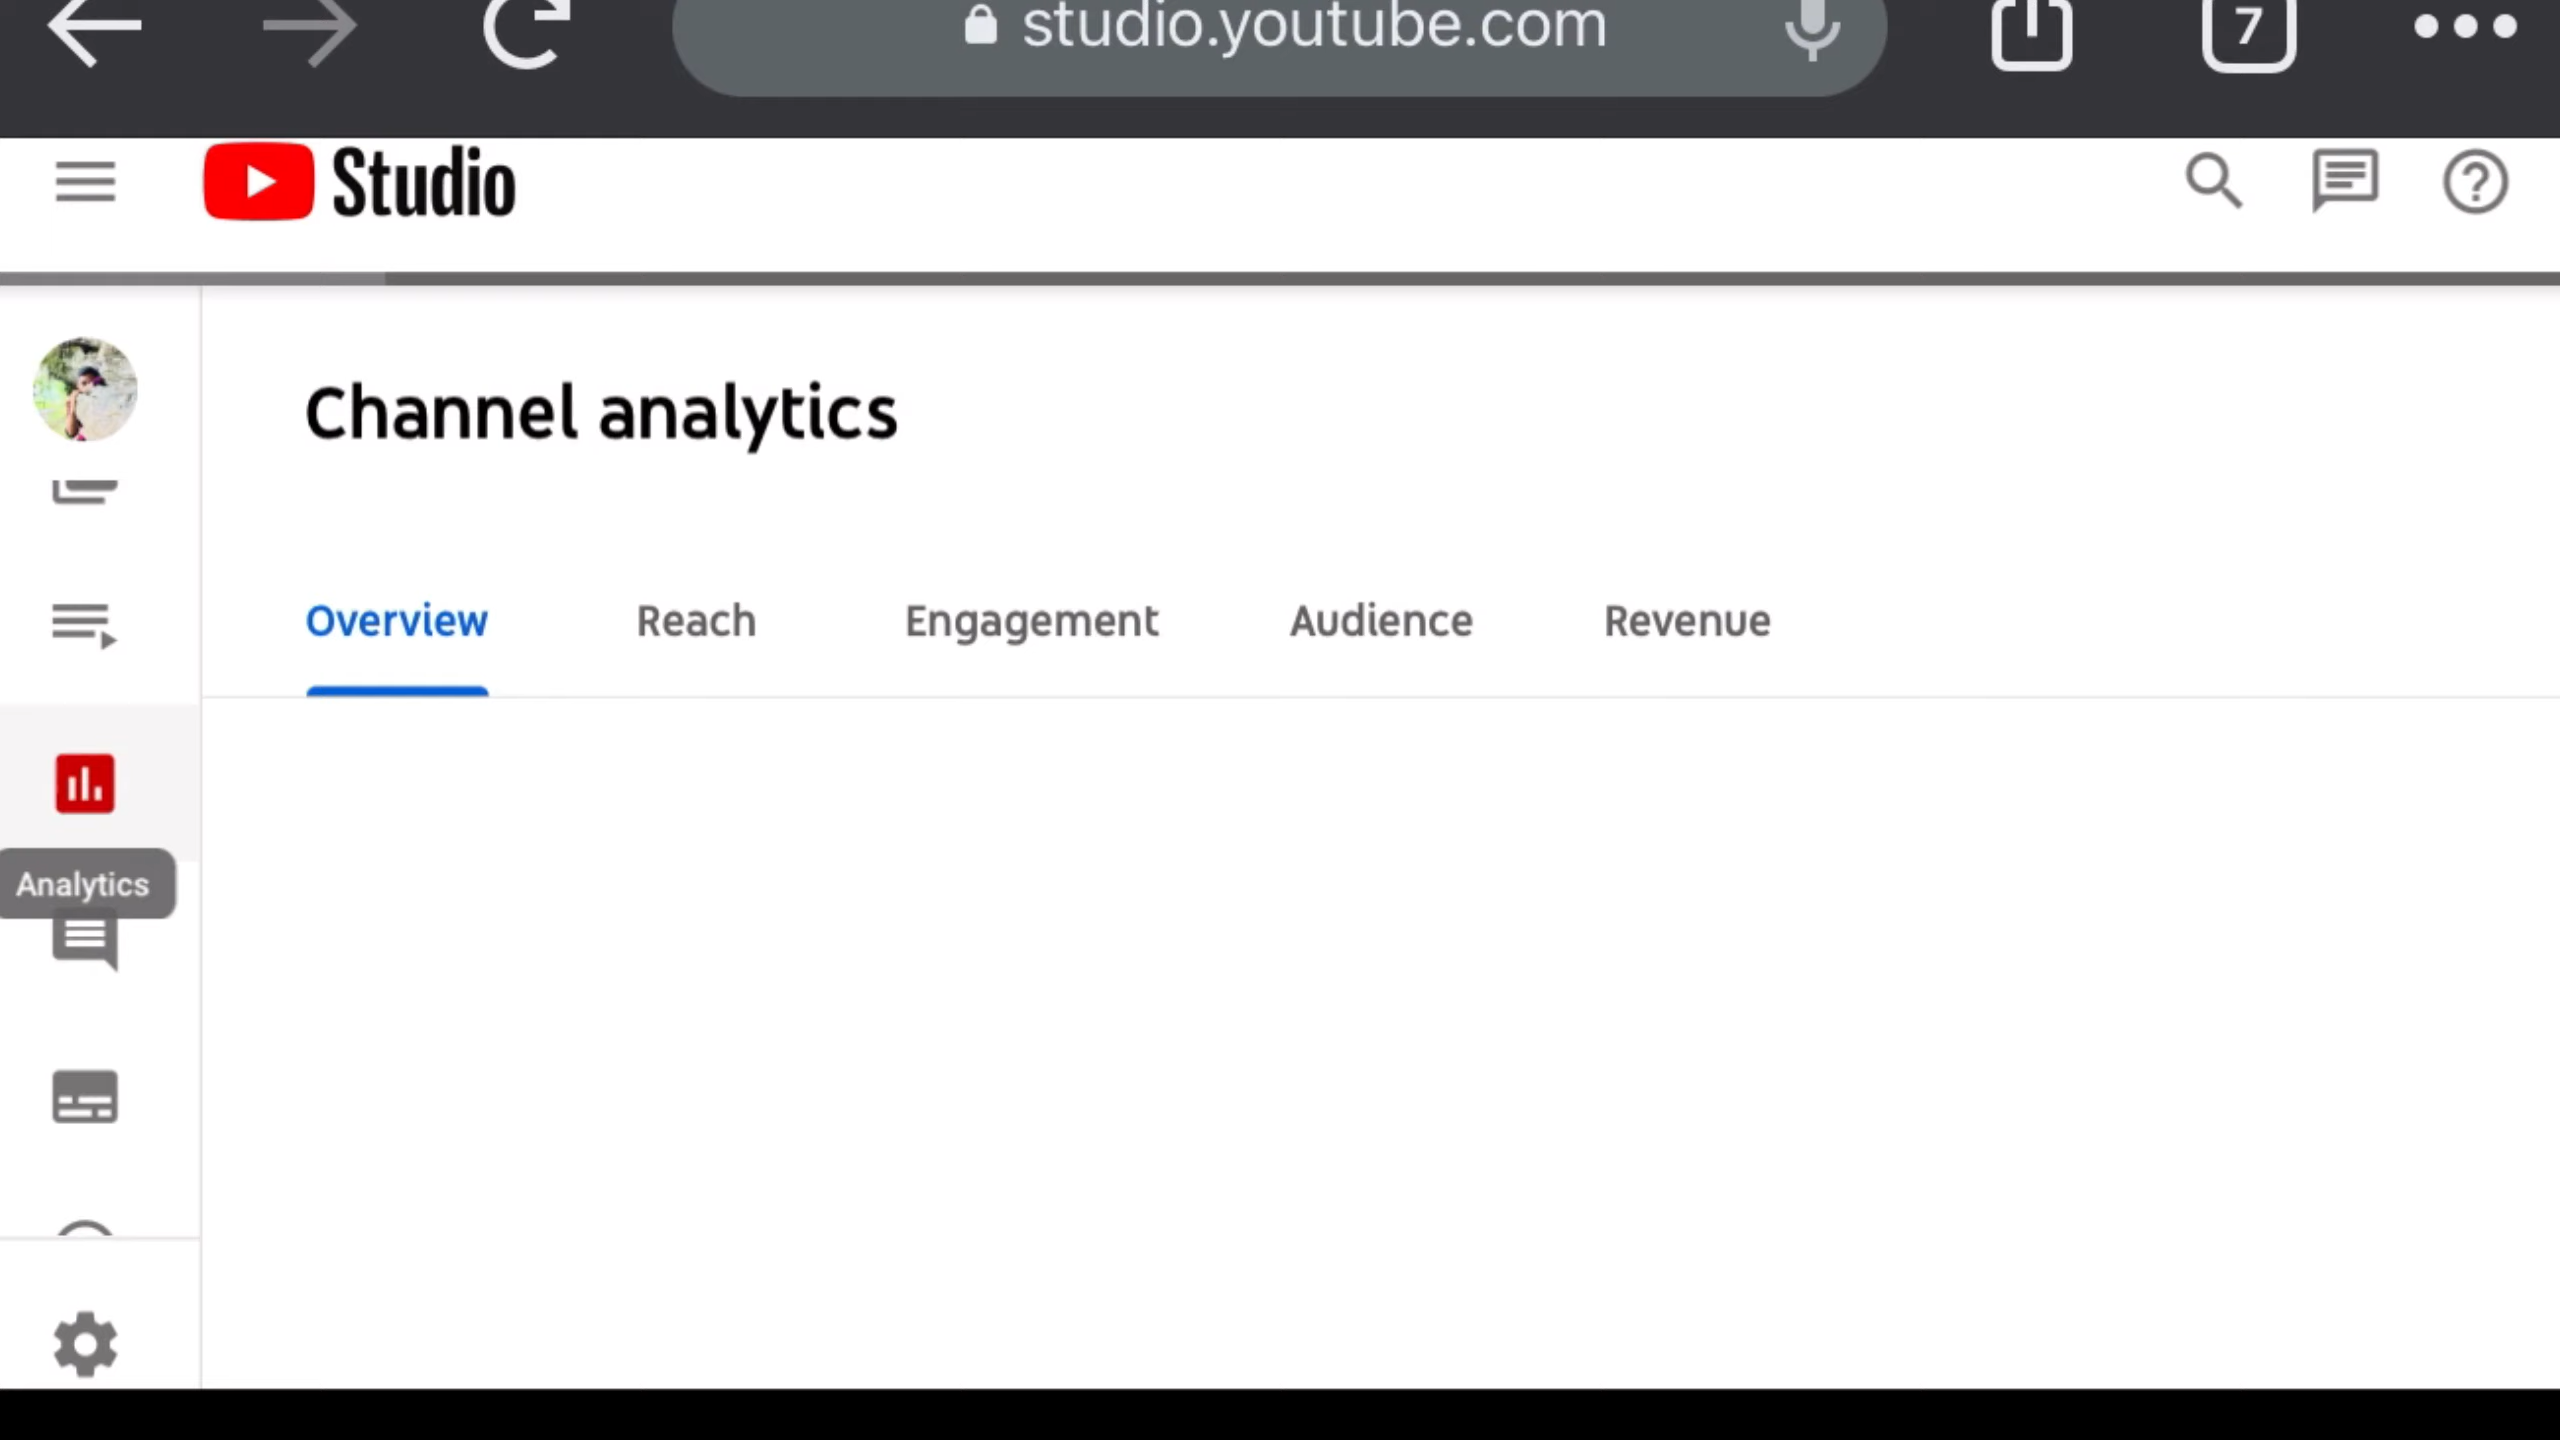 studio.youtube.com
7
Studio
Channel analytics
Overview Reach Engagement Audience Revenue
Analytics